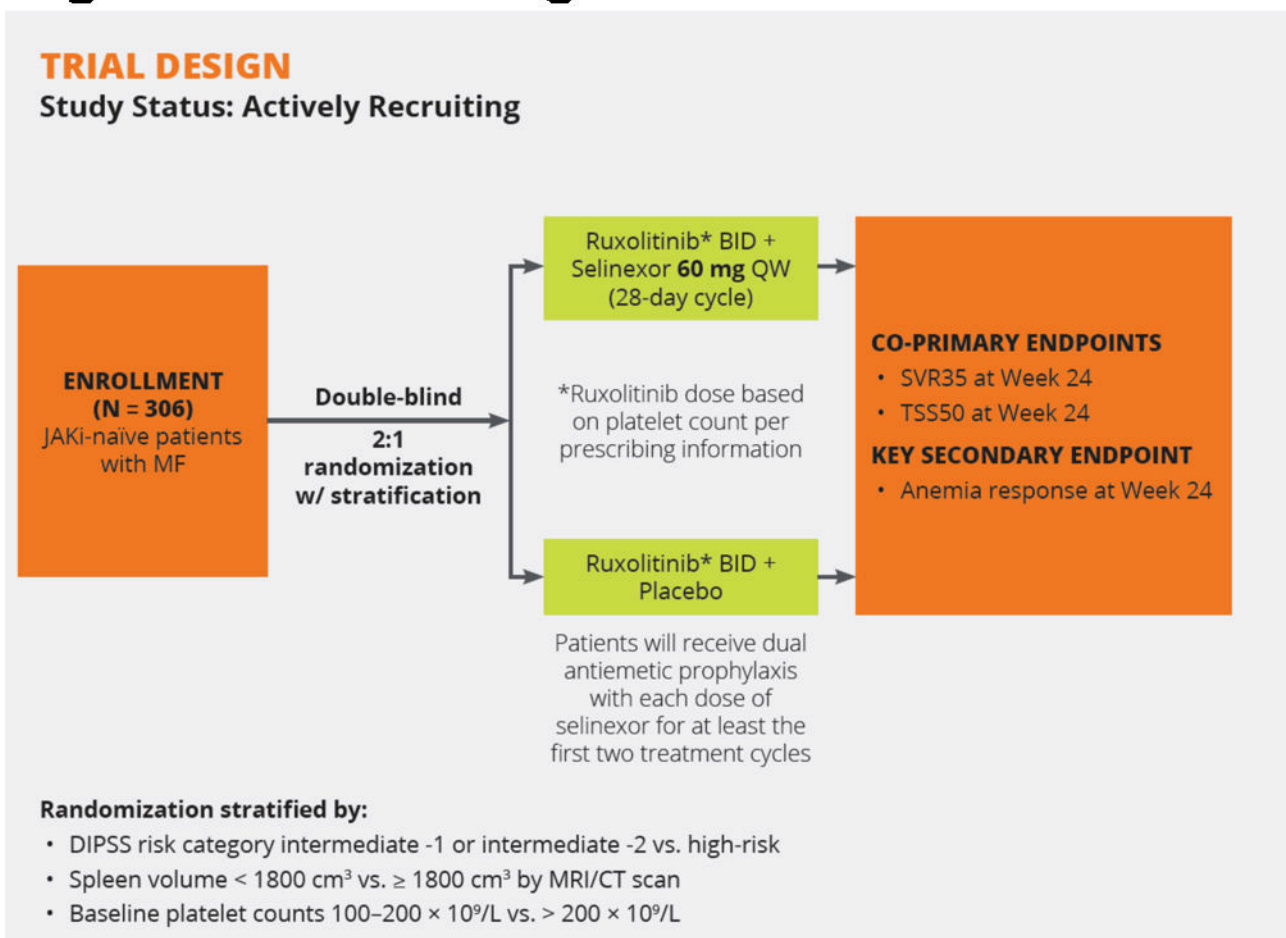 TRIAL DESIGN
Study Status: Actively Recruiting
ENROLLMENT
(N = 306)
JAKi-naïve patients
with MF
Double-blind
2:1
randomization
w/ stratification
Ruxolitinib* BID +
Selinexor 60 mg QW
(28-day cycle)
*Ruxolitinib dose based
on platelet count per
prescribing information
Ruxolitinib* BID +
Placebo
Patients will receive dual
antiemetic prophylaxis
with each dose of
selinexor for at least the
first two treatment cycles
CO-PRIMARY ENDPOINTS
• SVR35 at Week 24
• TSS50 at Week 24
KEY SECONDARY ENDPOINT
• Anemia response at Week 24
Randomization stratified by:
• DIPSS risk category intermediate -1 or intermediate -2 vs. high-risk
• Spleen volume < 1800 cm³ vs. ≥ 1800 cm³ by MRI/CT scan
• Baseline platelet counts 100–200 × 10⁹/L vs. > 200 × 10⁹/L